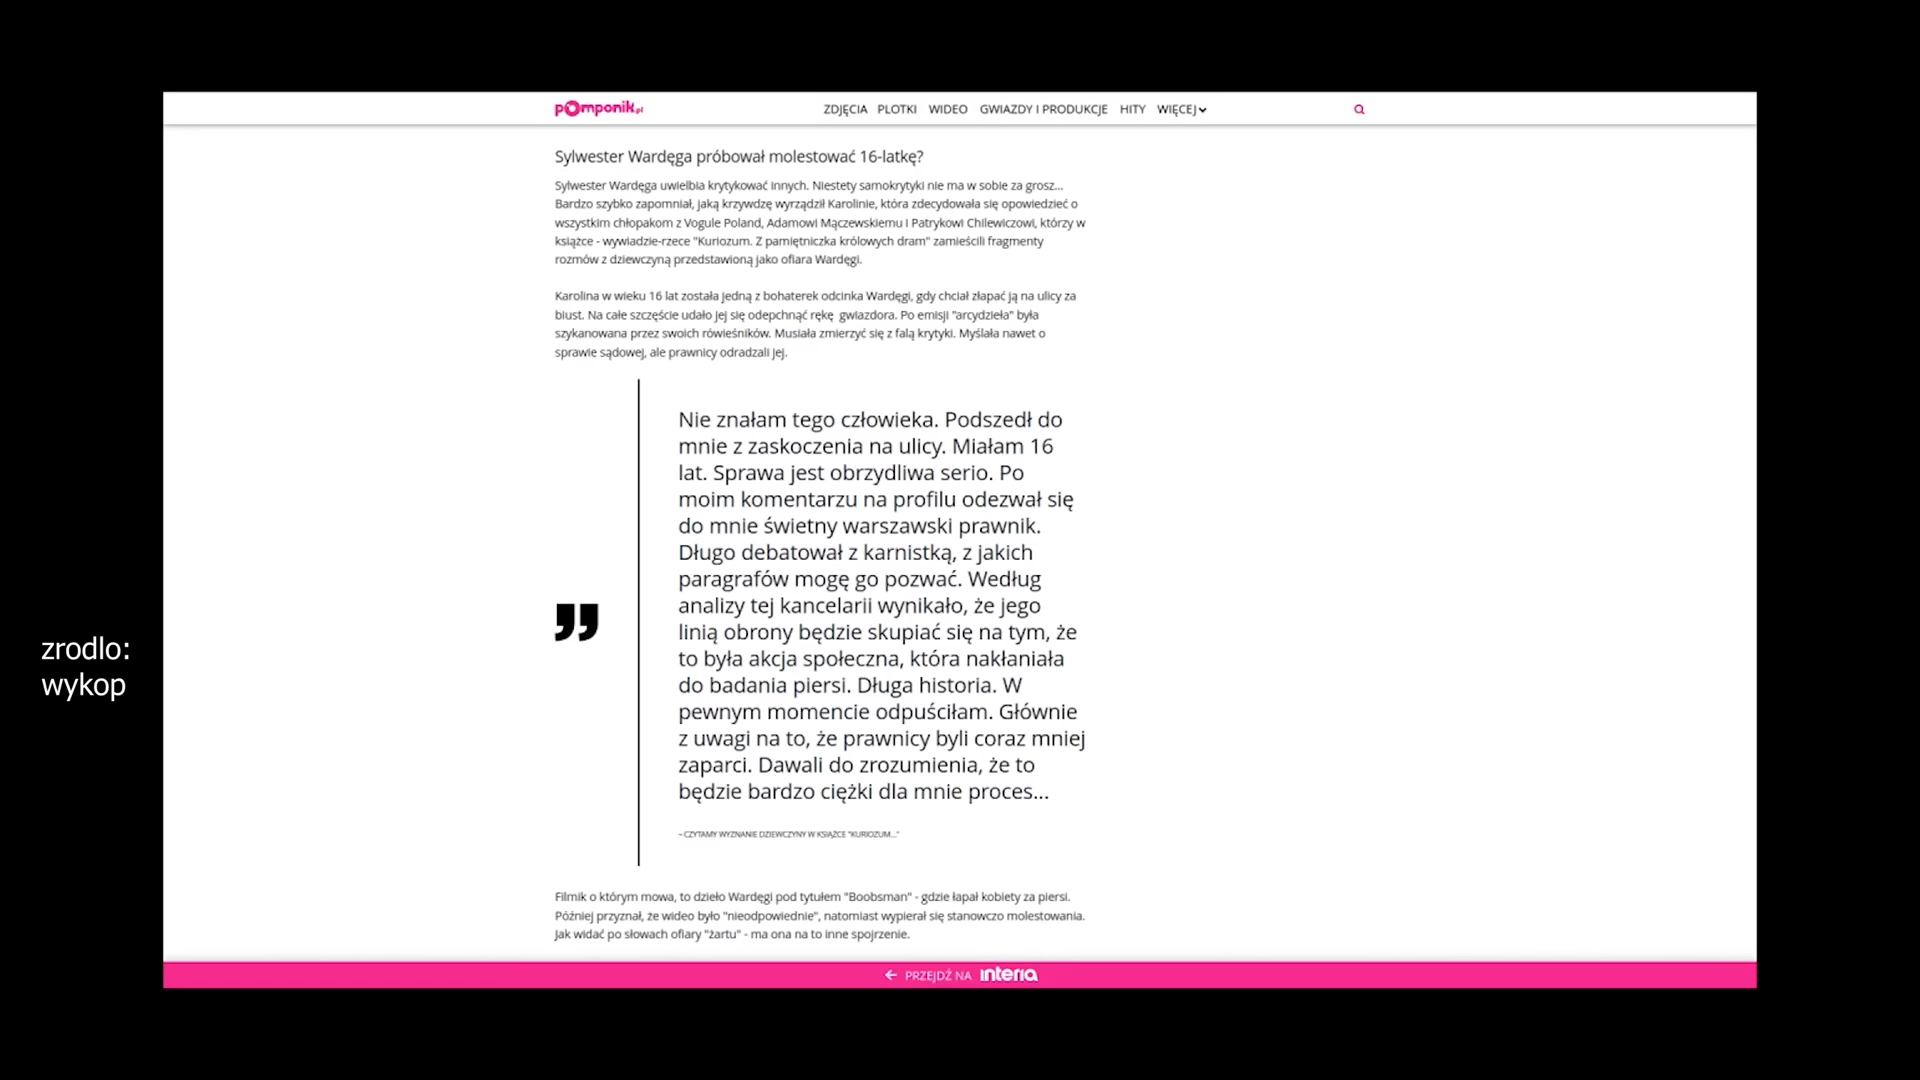 pomponik.pl
ZDJĘCIA PLOTKI WIDEO GWIAZDY I PRODUKCJE HITY WIĘCEJ
Sylwester Wardęga próbował molestować 16-latkę?
Sylwester Wardęga uwielbia krytykować innych. Niestety samokrytyki nie ma w sobie za grosz...
Bardzo szybko zapomniał, jaką krzywdzę wyrządził Karolinie, która zdecydowała się opowiedzieć o
wszystkim chłopakom z Vogule Poland, Adamowi Mączewskiemu i Patrykowi Chilewiczowi, którzy w
książce - wywiadzie-rzece "Kuriozum. Z pamiętniczka królowych dram" zamieścili fragmenty
rozmów z dziewczyną przedstawioną jako ofiara Wardęgi.
Karolina w wieku 16 lat została jedną z bohaterek odcinka Wardęgi, gdy chciał złapać ją na ulicy za
biust. Na całe szczęście udało jej się odepchnąć rękę gwiazdora. Po emisji "arcydzieła" była
szykanowana przez swoich rówieśników. Musiała zmierzyć się z falą krytyki. Myślała nawet o
sprawie sądowej, ale prawnicy odradzali jej.
Nie znałam tego człowieka. Podszedł do
mnie z zaskoczenia na ulicy. Miałam 16
lat. Sprawa jest obrzydliwa serio. Po
moim komentarzu na profilu odezwał się
do mnie świetny warszawski prawnik.
Długo debatował z karnistką, z jakich
paragrafów mogę go pozwać. Według
analizy tej kancelarii wynikało, że jego
linią obrony będzie skupiać się na tym, że
to była akcja społeczna, która nakłaniała
do badania piersi. Długa historia. W
pewnym momencie odpuściłam. Głównie
z uwagi na to, że prawnicy byli coraz mniej
zaparci. Dawali do zrozumienia, że to
będzie bardzo ciężki dla mnie proces...
– CZYTAMY WYZNANIE DZIEWCZYNY W KSIĄŻCE "KURIOZUM..."
zrodlo:
wykop
Filmik o którym mowa, to dzieło Wardęgi pod tytułem "Boobsman" - gdzie łapał kobiety za piersi.
Później przyznał, że wideo było "nieodpowiednie", natomiast wypierał się stanowczo molestowania.
Jak widać po słowach ofiary "żartu" - ma ona na to inne spojrzenie.
PRZEJDŹ NA interia